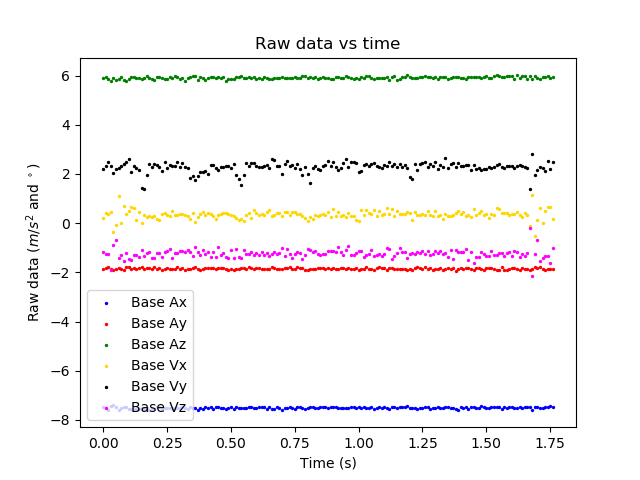 Raw data vs time
Raw data (m/s² and °)
6
4
2
0
−2
−4
−6
−8
Base Ax
Base Ay
Base Az
Base Vx
Base Vy
Base Vz
0.00 0.25 0.50 0.75 1.00 1.25 1.50 1.75
Time (s)